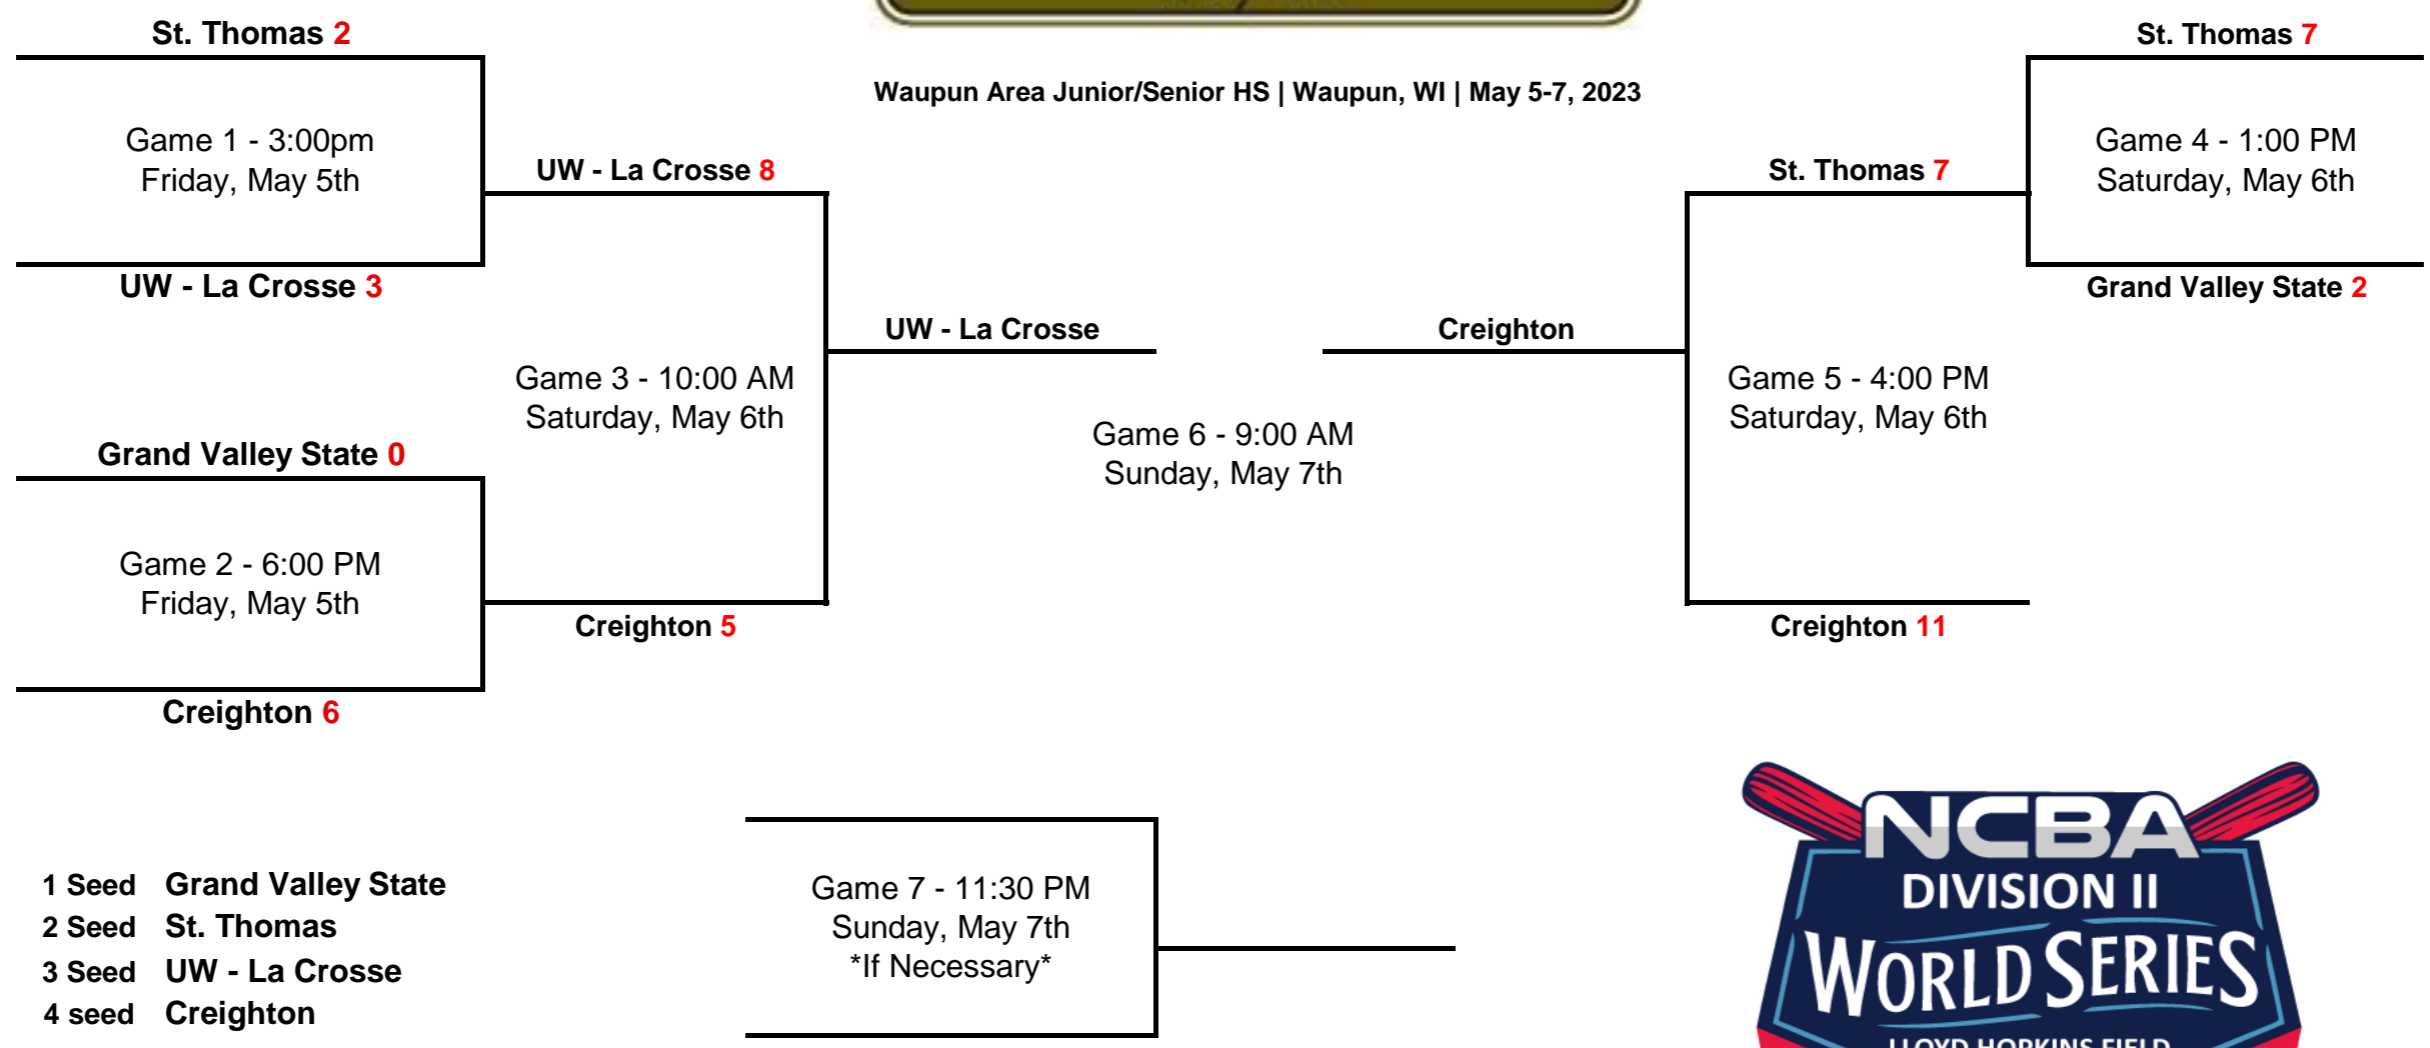 St. Thomas 2
St. Thomas 7
Waupun Area Junior/Senior HS | Waupun, WI | May 5-7, 2023
Game 1 - 3:00pm
Friday, May 5th
Game 4 - 1:00 PM
Saturday, May 6th
UW - La Crosse 8
St. Thomas 7
UW - La Crosse 3
Grand Valley State 2
UW - La Crosse
Creighton
Game 3 - 10:00 AM
Saturday, May 6th
Game 5 - 4:00 PM
Saturday, May 6th
Game 6 - 9:00 AM
Sunday, May 7th
Grand Valley State 0
Game 2 - 6:00 PM
Friday, May 5th
Creighton 5
Creighton 11
Creighton 6
1 Seed Grand Valley State
2 Seed St. Thomas
3 Seed UW - La Crosse
4 seed Creighton
Game 7 - 11:30 PM
Sunday, May 7th
*If Necessary*
NCBA
DIVISION II
WORLD SERIES
LLOYD HOPKINS FIELD